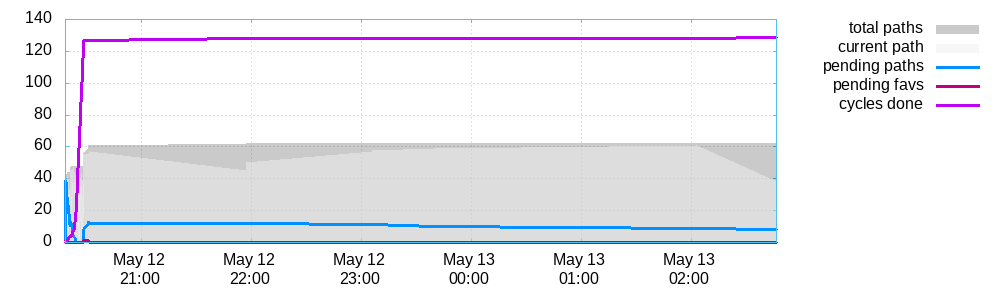 140
120
100
80
60
40
20
0
May 12
21:00
May 12
22:00
May 12
23:00
May 13
00:00
May 13
01:00
May 13
02:00
total paths
current path
pending paths
pending favs
cycles done